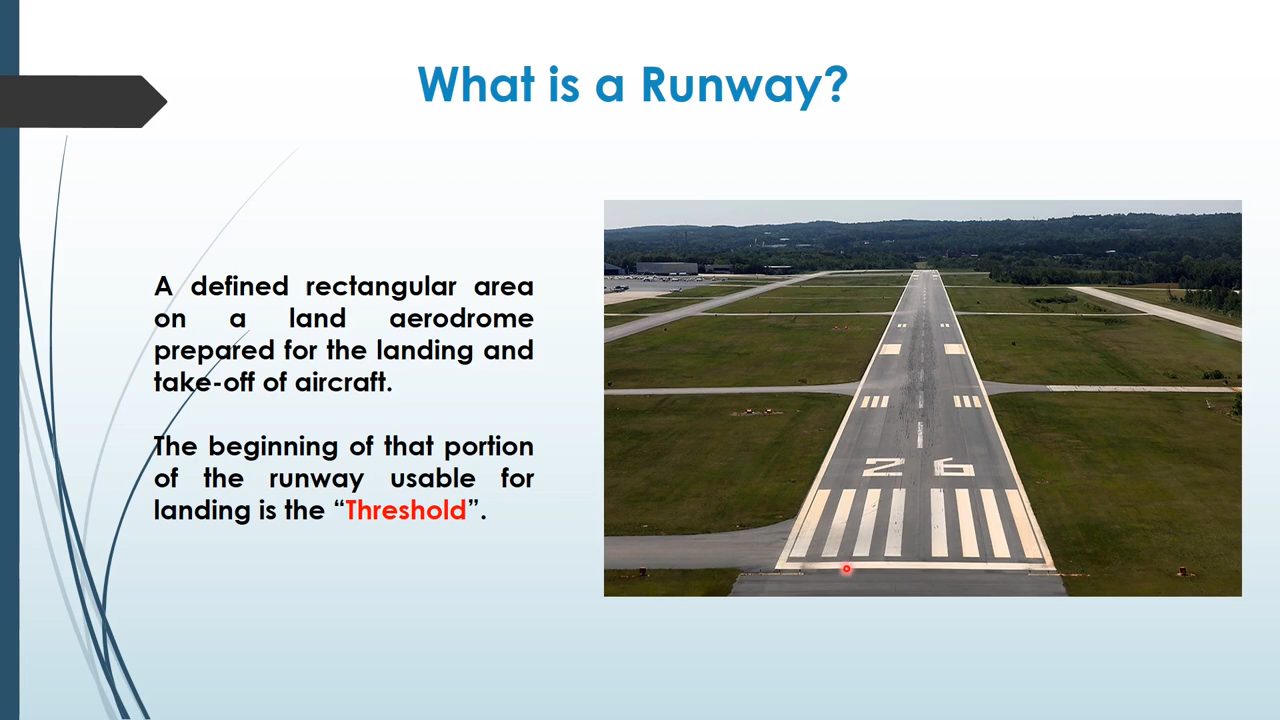 What is a Runway?
A defined rectangular area
on a land aerodrome
prepared for the landing and
take-off of aircraft.
The beginning of that portion
of the runway usable for
landing is the “Threshold”.
26